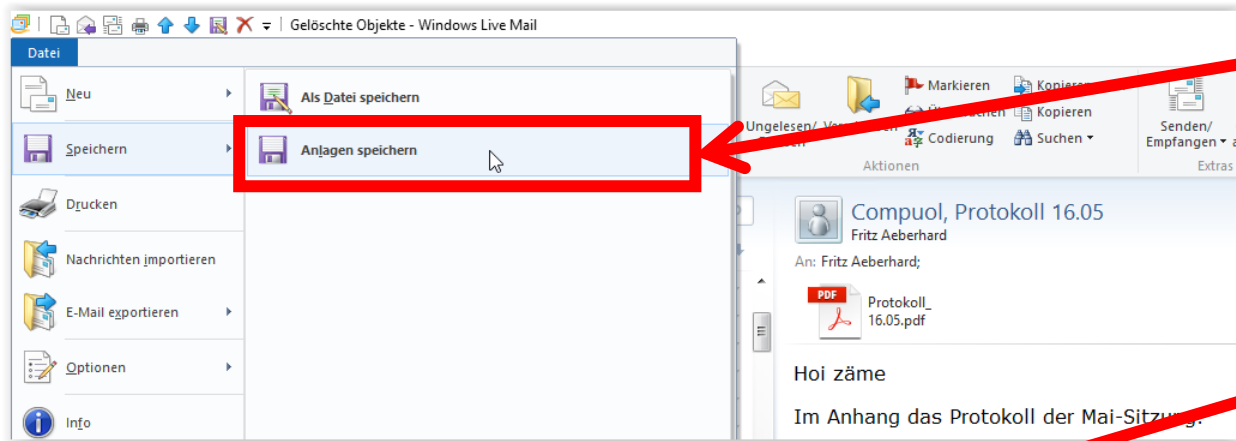 Gelöschte Objekte - Windows Live Mail
Datei
Neu
Speichern
Drucken
Nachrichten importieren
E-Mail exportieren
Optionen
Info
Als Datei speichern
Anlagen speichern
Ungelesen/
Markieren
Codierung
Kopieren
Kopieren
Suchen
Aktionen
Senden/
Empfangen
Extras
Compuol, Protokoll 16.05
Fritz Aeberhard
An: Fritz Aeberhard;
PDF
Protokoll_
16.05.pdf
Hoi zäme
Im Anhang das Protokoll der Mai-Sitzung.